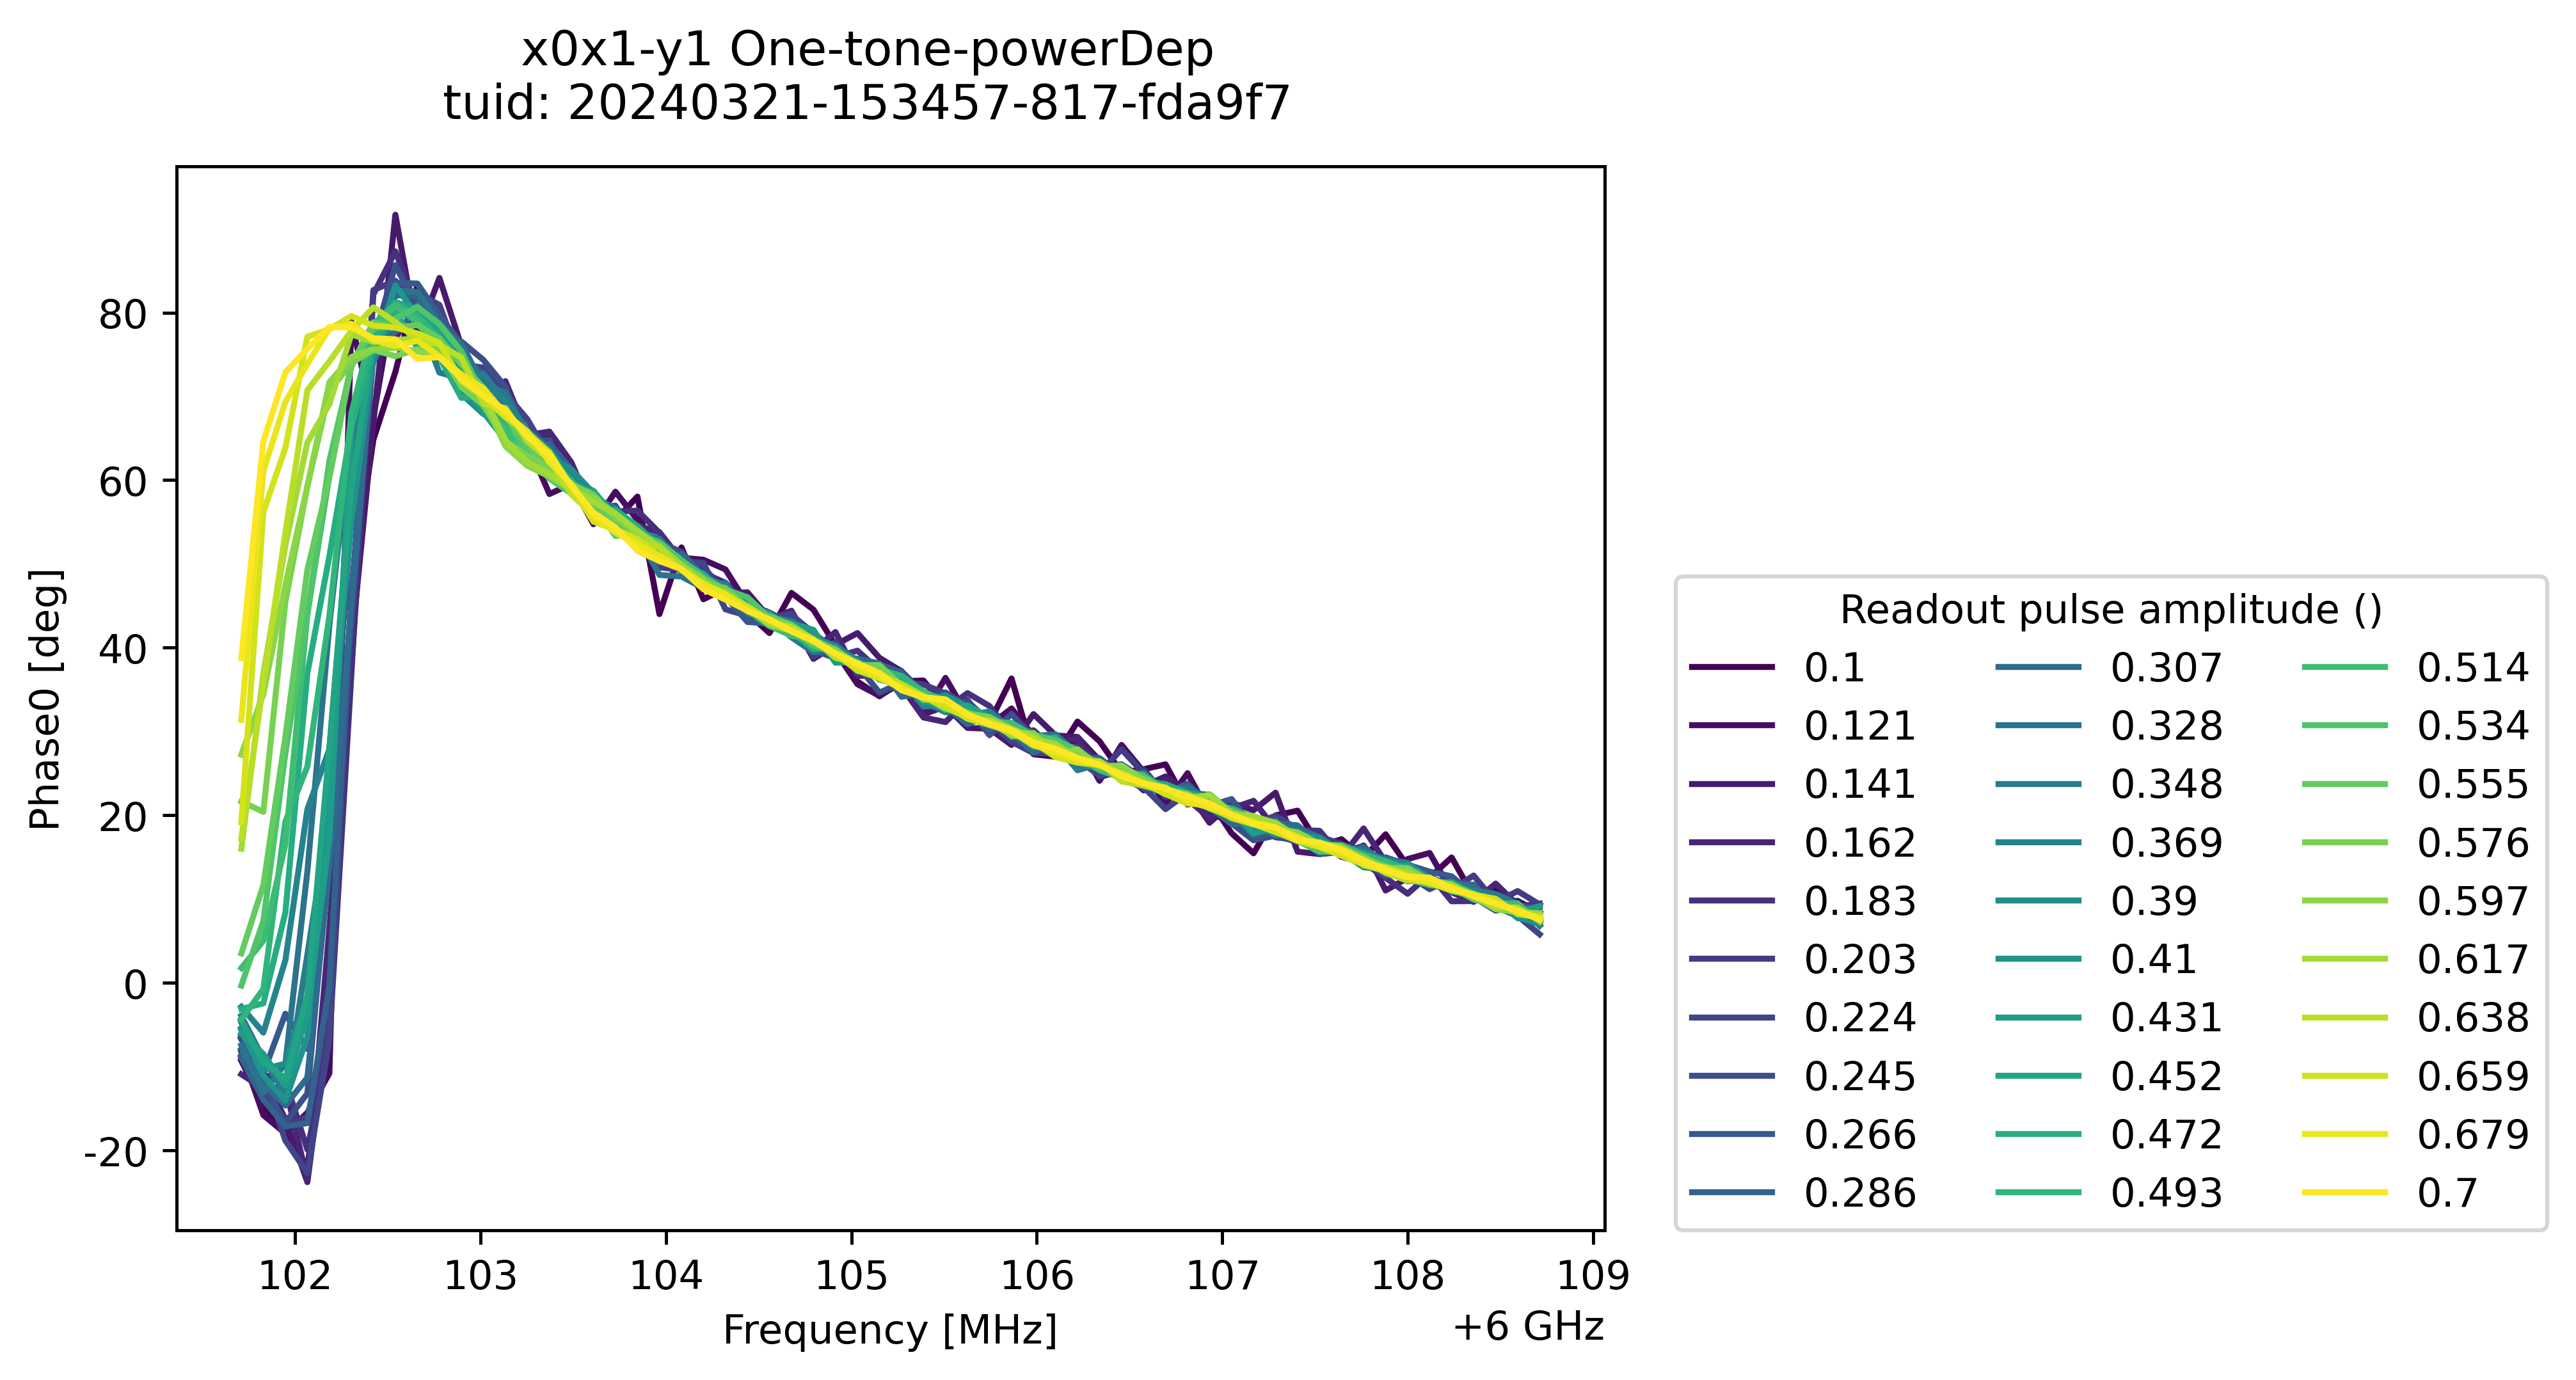 x0x1-y1 One-tone-powerDep
tuid: 20240321-153457-817-fda9f7
Phase0 [deg]
80
60
40
20
0
-20
102 103 104 105 106 107 108 109
Frequency [MHz]
+6 GHz
Readout pulse amplitude ()
0.1 0.307 0.514
0.121 0.328 0.534
0.141 0.348 0.555
0.162 0.369 0.576
0.183 0.39 0.597
0.203 0.41 0.617
0.224 0.431 0.638
0.245 0.452 0.659
0.266 0.472 0.679
0.286 0.493 0.7